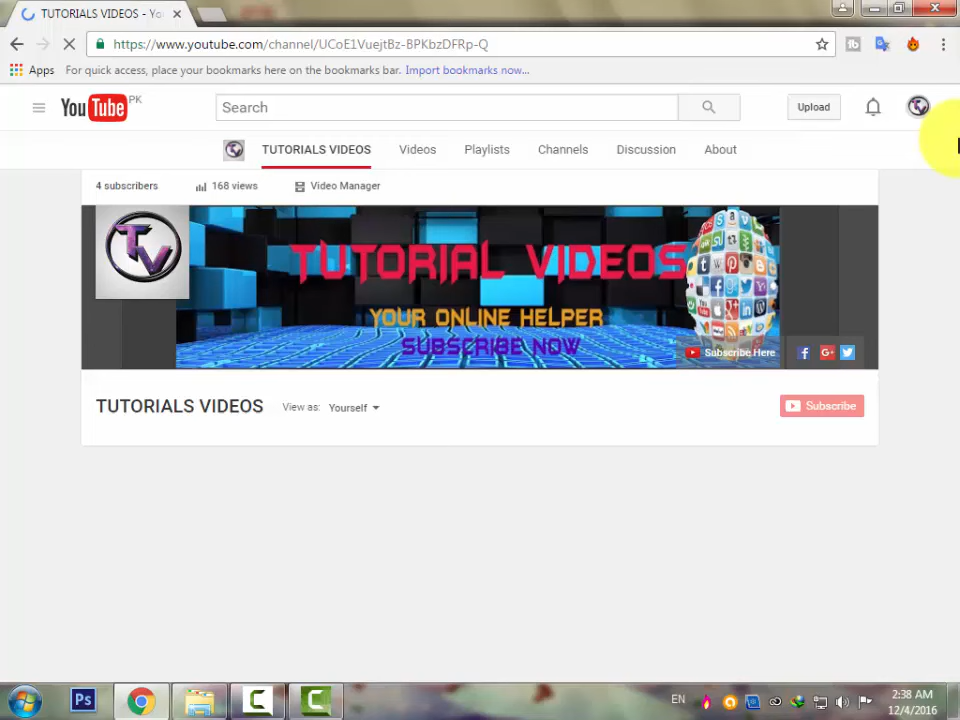 TUTORIALS VIDEOS - Yo
https://www.youtube.com/channel/UCoE1VuejtBz-BPKbzDFRp-Q
Apps For quick access, place your bookmarks here on the bookmarks bar. Import bookmarks now...
YouTube PK
Search
Upload
TUTORIALS VIDEOS Videos Playlists Channels Discussion About
4 subscribers 168 views Video Manager
TV
TUTORIAL VIDEOS
YOUR ONLINE HELPER
SUBSCRIBE NOW
Subscribe Here
TUTORIALS VIDEOS View as: Yourself Subscribe
Ps
EN
2:38 AM
12/4/2016